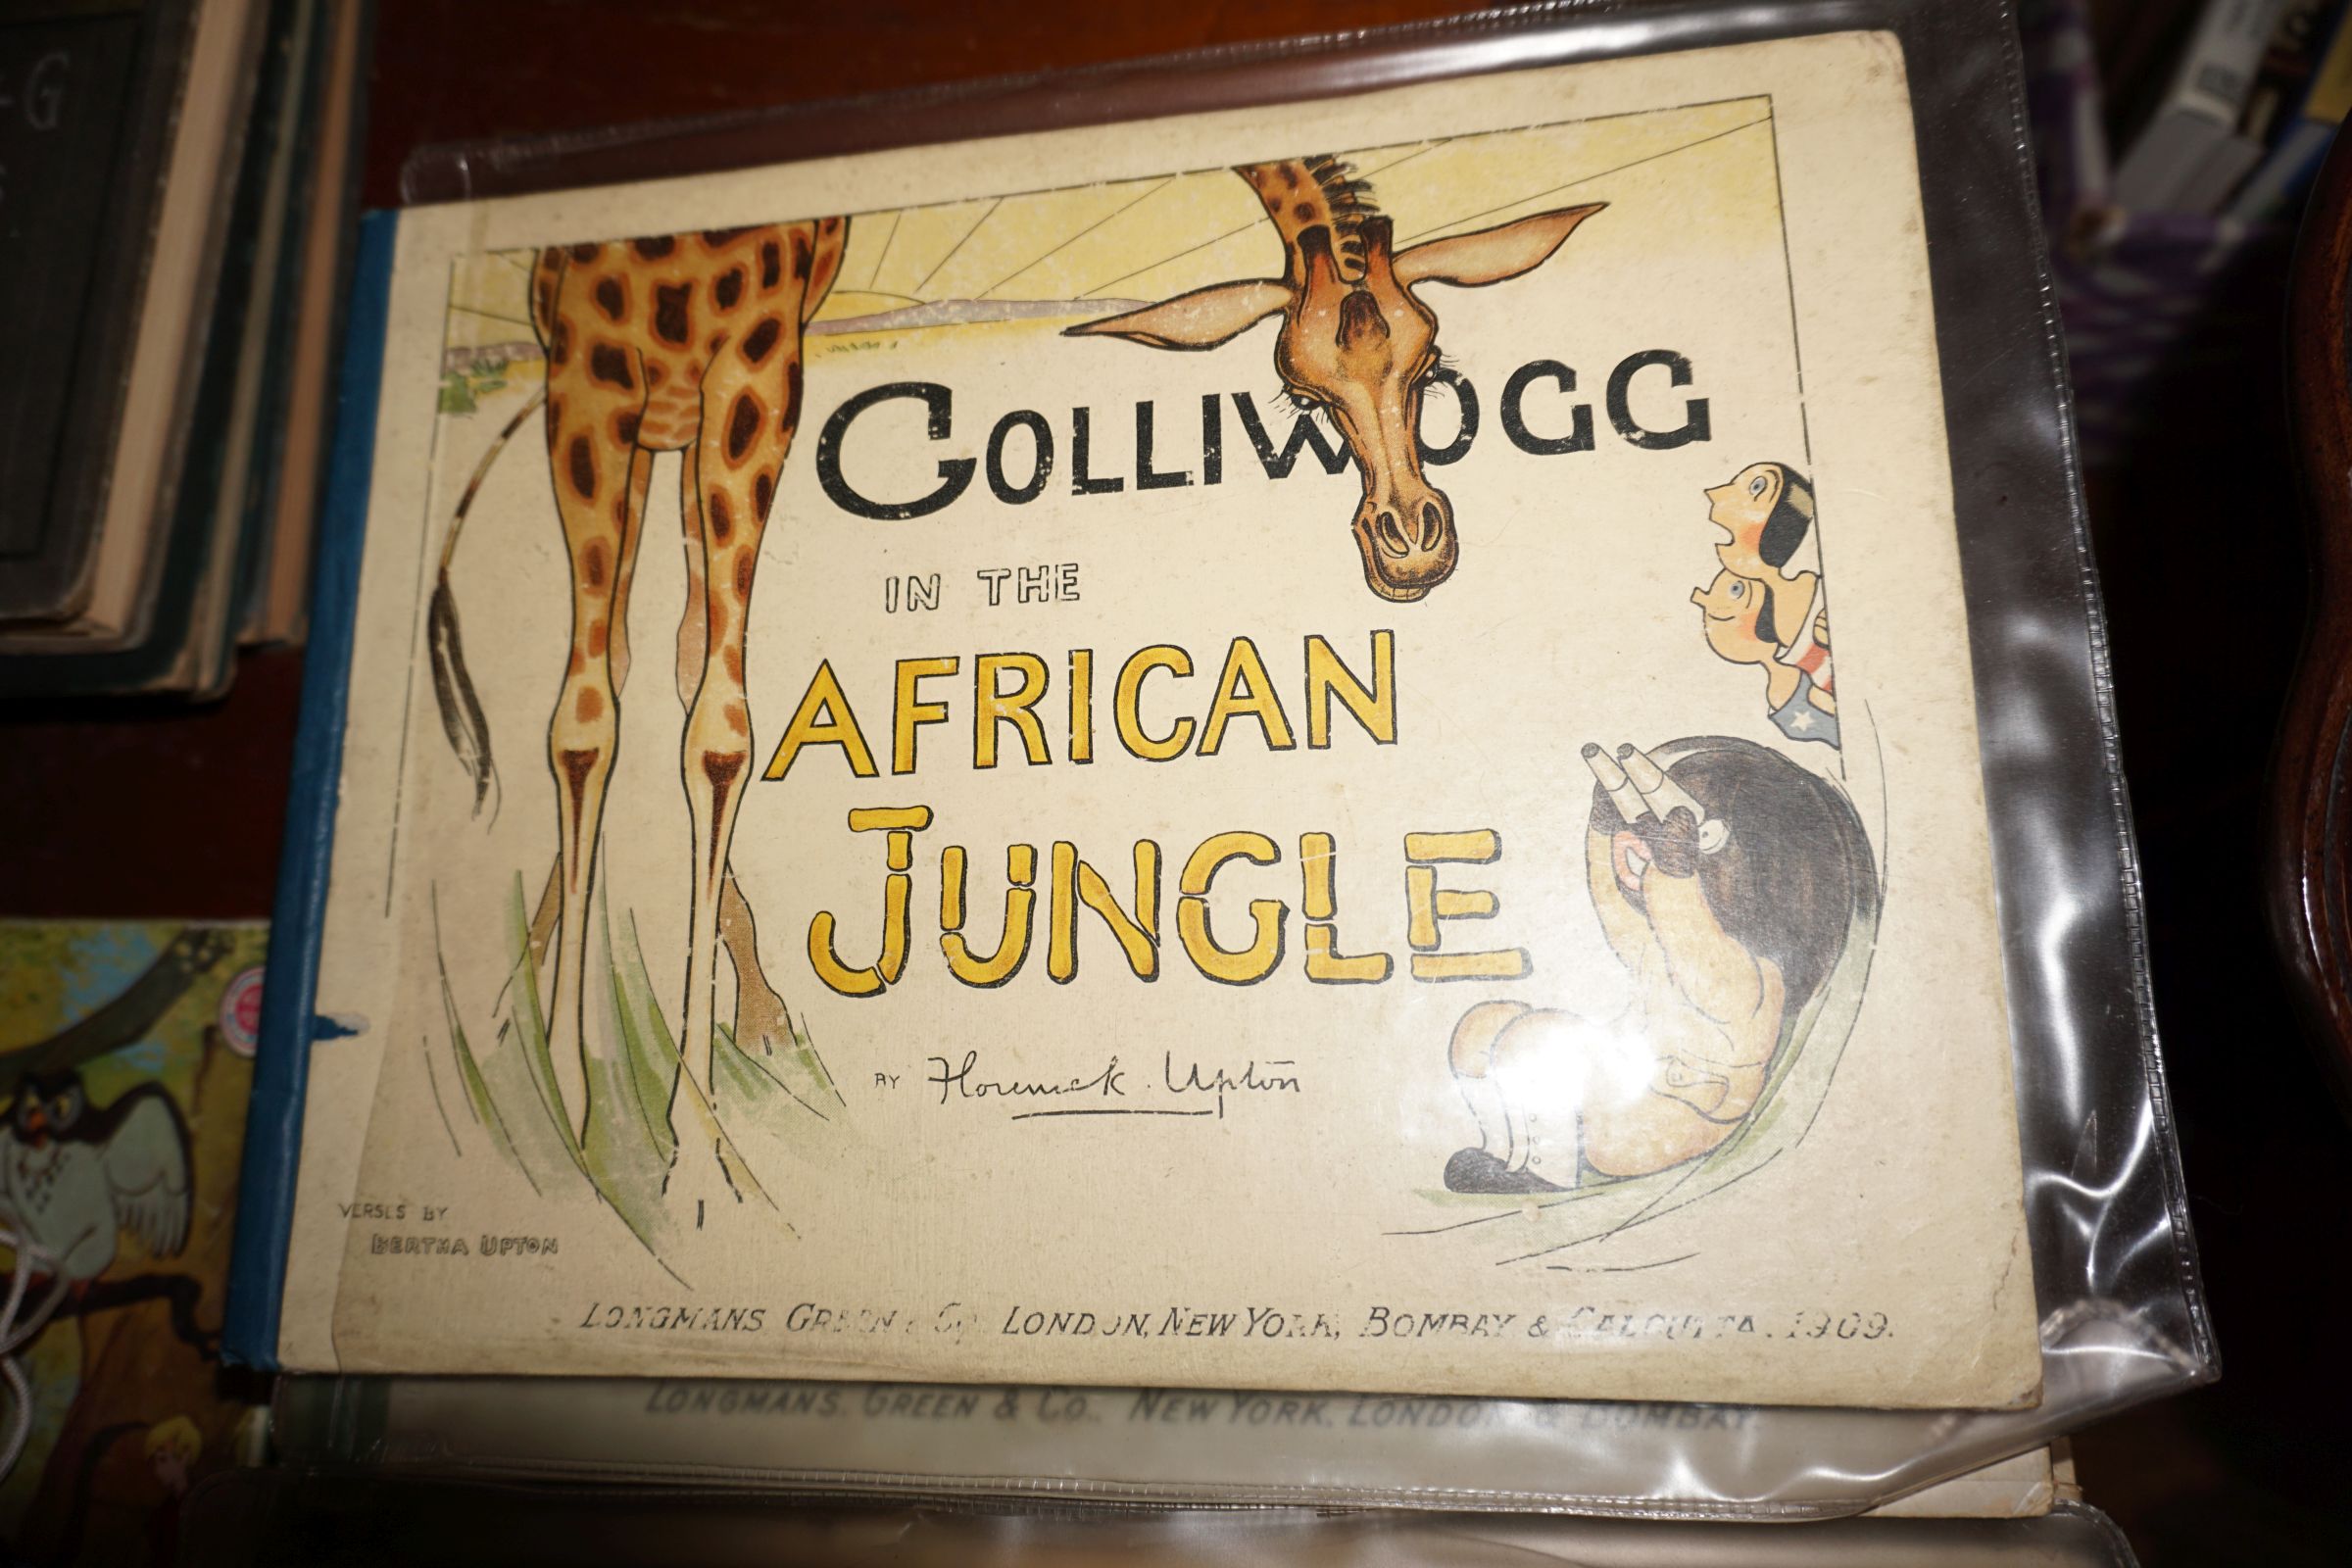 GOLLIWOGG
IN THE
AFRICAN
JUNGLE
BY Florence K. Upton
VERSES BY
BERTHA UPTON
LONGMANS GREEN & Co. LONDON, NEW YORK, BOMBAY & CALCUTTA. 1909.
LONGMANS, GREEN & Co. NEW YORK, LONDON & BOMBAY.